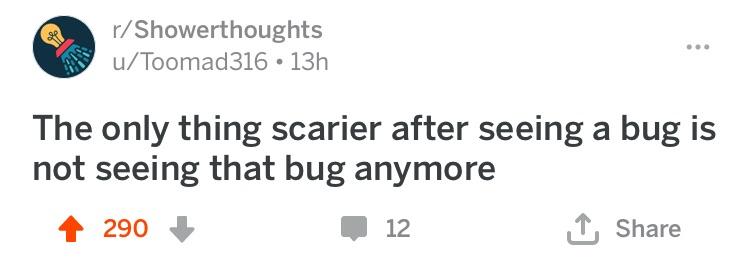 r/Showerthoughts
u/Toomad316 • 13h
The only thing scarier after seeing a bug is
not seeing that bug anymore
290 12 Share